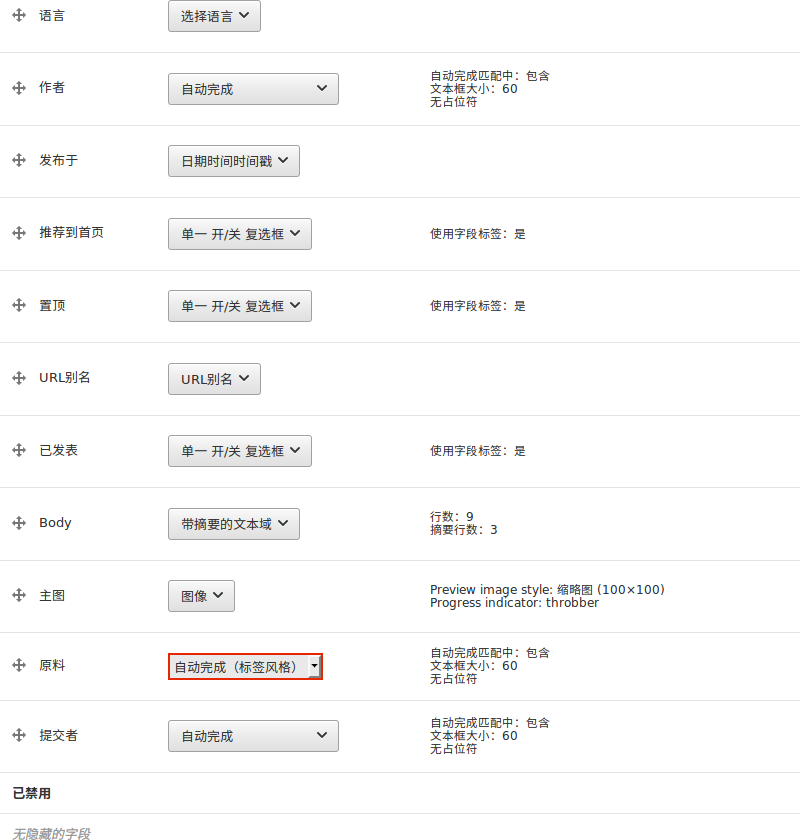 语言
选择语言
作者
自动完成
自动完成匹配中：包含
文本框大小：60
无占位符
发布于
日期时间时间戳
推荐到首页
单一 开/关 复选框
使用字段标签：是
置顶
单一 开/关 复选框
使用字段标签：是
URL别名
URL别名
已发表
单一 开/关 复选框
使用字段标签：是
Body
带摘要的文本域
行数：9
摘要行数：3
主图
图像
Preview image style: 缩略图 (100×100)
Progress indicator: throbber
原料
自动完成（标签风格）
自动完成匹配中：包含
文本框大小：60
无占位符
提交者
自动完成
自动完成匹配中：包含
文本框大小：60
无占位符
已禁用
无隐藏的字段